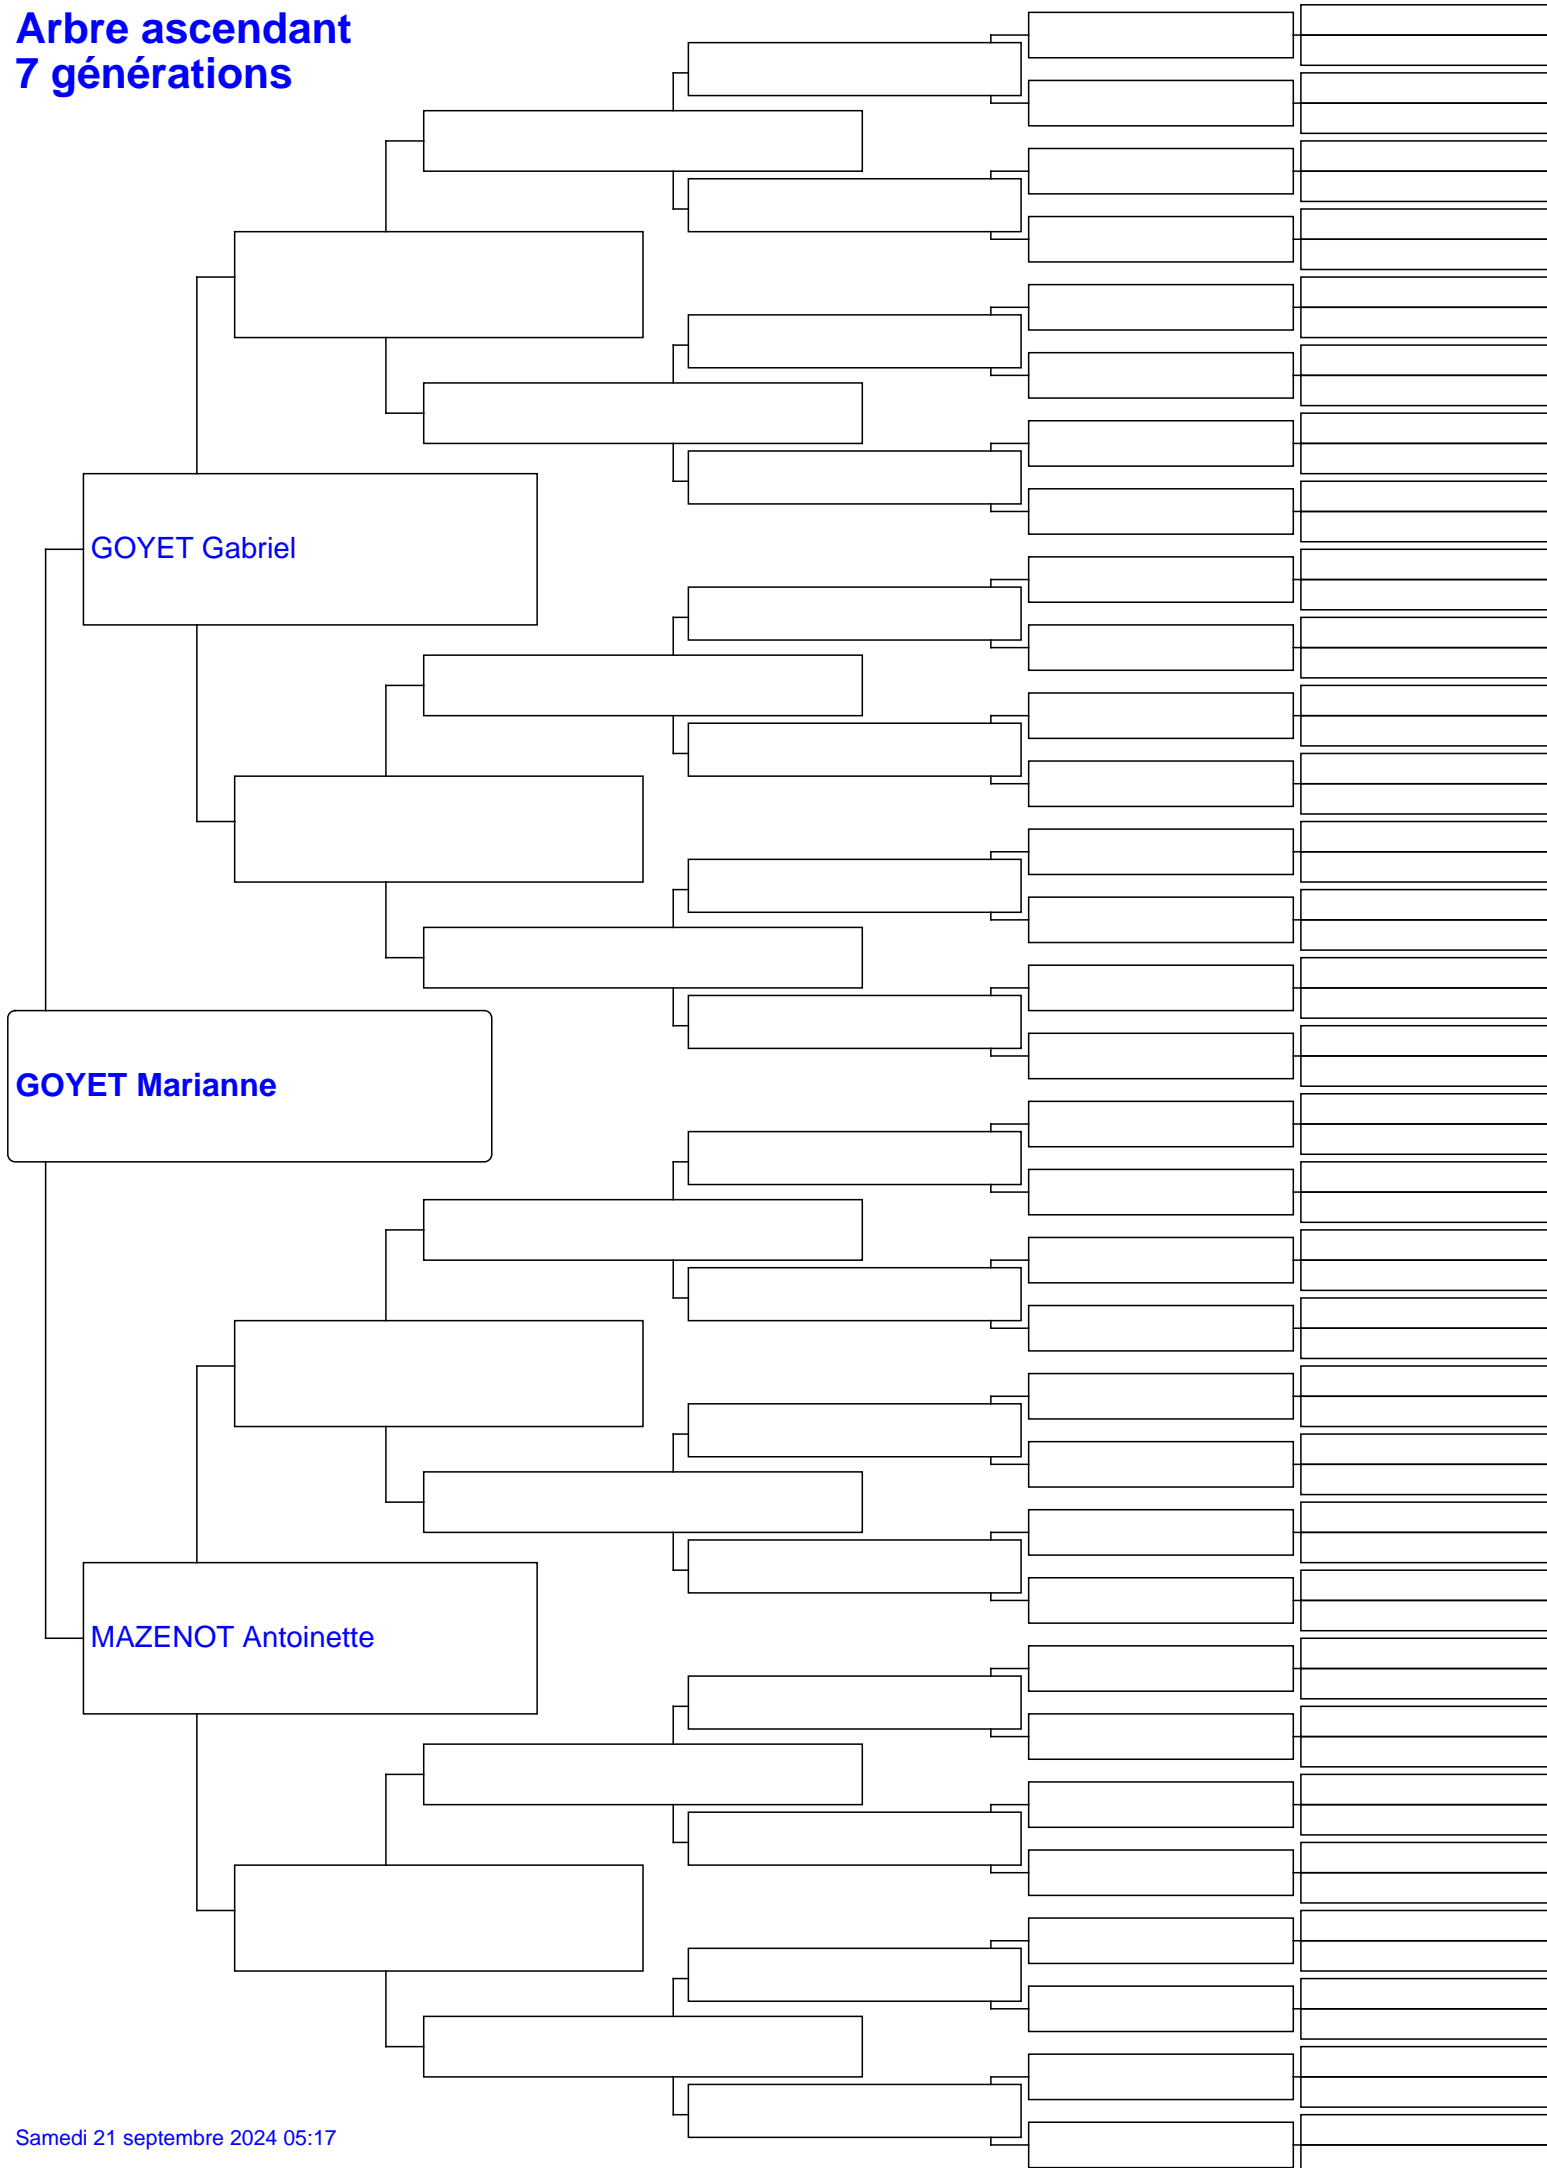 Arbre ascendant
7 générations
GOYET Gabriel
GOYET Marianne
MAZENOT Antoinette
Samedi 21 septembre 2024 05:17